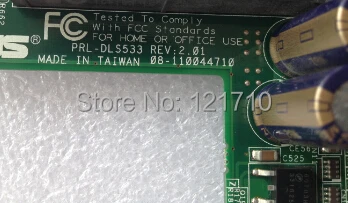 FC Tested To Comply
With FCC Standards
FOR HOME OR OFFICE USE
PRL-DLS533 REV:2.01
MADE IN TAIWAN 08-110044710
Store No: 121710
CE56
C525